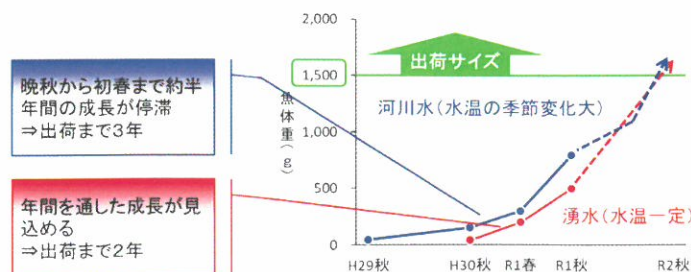 晩秋から初春まで約半
年間の成長が停滞
⇒出荷まで3年
年間を通した成長が見
込める
⇒出荷まで2年
2,000
1,500
1,000
500
0
魚体重(g)
出荷サイズ
河川水(水温の季節変化大)
湧水(水温一定)
H29秋 H30秋 R1春 R1秋 R2秋